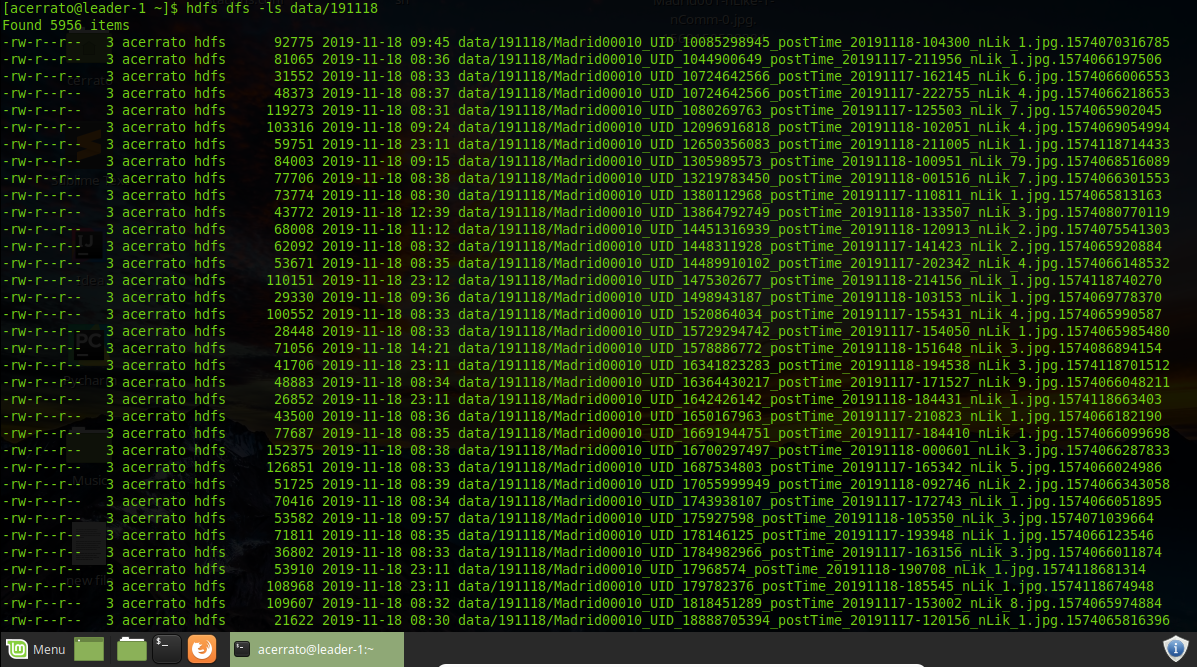 [acerrato@leader-1 ~]$ hdfs dfs -ls data/191118
Found 5956 items
-rw-r--r-- 3 acerrato hdfs 92775 2019-11-18 09:45 data/191118/Madrid00010_UID_10085298945_postTime_20191118-104300_nLik_1.jpg.1574070316785
-rw-r--r-- 3 acerrato hdfs 81065 2019-11-18 08:36 data/191118/Madrid00010_UID_1044900649_postTime_20191117-211956_nLik_1.jpg.1574066197506
-rw-r--r-- 3 acerrato hdfs 31552 2019-11-18 08:33 data/191118/Madrid00010_UID_10724642566_postTime_20191117-162145_nLik_6.jpg.1574066006553
-rw-r--r-- 3 acerrato hdfs 48373 2019-11-18 08:37 data/191118/Madrid00010_UID_10724642566_postTime_20191117-222755_nLik_4.jpg.1574066218653
-rw-r--r-- 3 acerrato hdfs 119273 2019-11-18 08:31 data/191118/Madrid00010_UID_1080269763_postTime_20191117-125503_nLik_7.jpg.1574065902045
-rw-r--r-- 3 acerrato hdfs 103316 2019-11-18 09:24 data/191118/Madrid00010_UID_12096916818_postTime_20191118-102051_nLik_4.jpg.1574069054994
-rw-r--r-- 3 acerrato hdfs 59751 2019-11-18 23:11 data/191118/Madrid00010_UID_12650356083_postTime_20191118-211005_nLik_1.jpg.1574118714433
-rw-r--r-- 3 acerrato hdfs 84003 2019-11-18 09:15 data/191118/Madrid00010_UID_1305989573_postTime_20191118-100951_nLik_79.jpg.1574068516089
-rw-r--r-- 3 acerrato hdfs 77706 2019-11-18 08:38 data/191118/Madrid00010_UID_13219783450_postTime_20191118-001516_nLik_7.jpg.1574066301553
-rw-r--r-- 3 acerrato hdfs 73774 2019-11-18 08:30 data/191118/Madrid00010_UID_1380112968_postTime_20191117-110811_nLik_1.jpg.1574065813163
-rw-r--r-- 3 acerrato hdfs 43772 2019-11-18 12:39 data/191118/Madrid00010_UID_13864792749_postTime_20191118-133507_nLik_3.jpg.1574080770119
-rw-r--r-- 3 acerrato hdfs 68008 2019-11-18 11:12 data/191118/Madrid00010_UID_14451316939_postTime_20191118-120913_nLik_2.jpg.1574075541303
-rw-r--r-- 3 acerrato hdfs 62092 2019-11-18 08:32 data/191118/Madrid00010_UID_1448311928_postTime_20191117-141423_nLik_2.jpg.1574065920884
-rw-r--r-- 3 acerrato hdfs 53671 2019-11-18 08:35 data/191118/Madrid00010_UID_14489910102_postTime_20191117-202342_nLik_4.jpg.1574066148532
-rw-r--r-- 3 acerrato hdfs 110151 2019-11-18 23:12 data/191118/Madrid00010_UID_1475302677_postTime_20191118-214156_nLik_1.jpg.1574118740270
-rw-r--r-- 3 acerrato hdfs 29330 2019-11-18 09:36 data/191118/Madrid00010_UID_1498943187_postTime_20191118-103153_nLik_1.jpg.1574069778370
-rw-r--r-- 3 acerrato hdfs 100552 2019-11-18 08:33 data/191118/Madrid00010_UID_1520864034_postTime_20191117-155431_nLik_4.jpg.1574065990587
-rw-r--r-- 3 acerrato hdfs 28448 2019-11-18 08:33 data/191118/Madrid00010_UID_15729294742_postTime_20191117-154050_nLik_1.jpg.1574065985480
-rw-r--r-- 3 acerrato hdfs 71056 2019-11-18 14:21 data/191118/Madrid00010_UID_1578886772_postTime_20191118-151648_nLik_3.jpg.1574086894154
-rw-r--r-- 3 acerrato hdfs 41706 2019-11-18 23:11 data/191118/Madrid00010_UID_16341823283_postTime_20191118-194538_nLik_3.jpg.1574118701512
-rw-r--r-- 3 acerrato hdfs 48883 2019-11-18 08:34 data/191118/Madrid00010_UID_16364430217_postTime_20191117-171527_nLik_9.jpg.1574066048211
-rw-r--r-- 3 acerrato hdfs 26852 2019-11-18 23:11 data/191118/Madrid00010_UID_1642426142_postTime_20191118-184431_nLik_1.jpg.1574118663403
-rw-r--r-- 3 acerrato hdfs 43500 2019-11-18 08:36 data/191118/Madrid00010_UID_1650167963_postTime_20191117-210823_nLik_1.jpg.1574066182190
-rw-r--r-- 3 acerrato hdfs 77687 2019-11-18 08:35 data/191118/Madrid00010_UID_16691944751_postTime_20191117-184410_nLik_1.jpg.1574066099698
-rw-r--r-- 3 acerrato hdfs 152375 2019-11-18 08:38 data/191118/Madrid00010_UID_16700297497_postTime_20191118-000601_nLik_3.jpg.1574066287833
-rw-r--r-- 3 acerrato hdfs 126851 2019-11-18 08:33 data/191118/Madrid00010_UID_1687534803_postTime_20191117-165342_nLik_5.jpg.1574066024986
-rw-r--r-- 3 acerrato hdfs 51725 2019-11-18 08:39 data/191118/Madrid00010_UID_17055999949_postTime_20191118-092746_nLik_2.jpg.1574066343058
-rw-r--r-- 3 acerrato hdfs 70416 2019-11-18 08:34 data/191118/Madrid00010_UID_1743938107_postTime_20191117-172743_nLik_1.jpg.1574066051895
-rw-r--r-- 3 acerrato hdfs 53582 2019-11-18 09:57 data/191118/Madrid00010_UID_175927598_postTime_20191118-105350_nLik_3.jpg.1574071039664
-rw-r--r-- 3 acerrato hdfs 71811 2019-11-18 08:35 data/191118/Madrid00010_UID_178146125_postTime_20191117-193948_nLik_1.jpg.1574066123546
-rw-r--r-- 3 acerrato hdfs 36802 2019-11-18 08:33 data/191118/Madrid00010_UID_1784982966_postTime_20191117-163156_nLik_3.jpg.1574066011874
-rw-r--r-- 3 acerrato hdfs 53910 2019-11-18 23:11 data/191118/Madrid00010_UID_17968574_postTime_20191118-190708_nLik_1.jpg.1574118681314
-rw-r--r-- 3 acerrato hdfs 108968 2019-11-18 23:11 data/191118/Madrid00010_UID_179782376_postTime_20191118-185545_nLik_1.jpg.1574118674948
-rw-r--r-- 3 acerrato hdfs 109607 2019-11-18 08:32 data/191118/Madrid00010_UID_1818451289_postTime_20191117-153002_nLik_8.jpg.1574065974884
-rw-r--r-- 3 acerrato hdfs 21622 2019-11-18 08:30 data/191118/Madrid00010_UID_18888705394_postTime_20191117-120156_nLik_1.jpg.1574065816396
Menu acerrato@leader-1:~